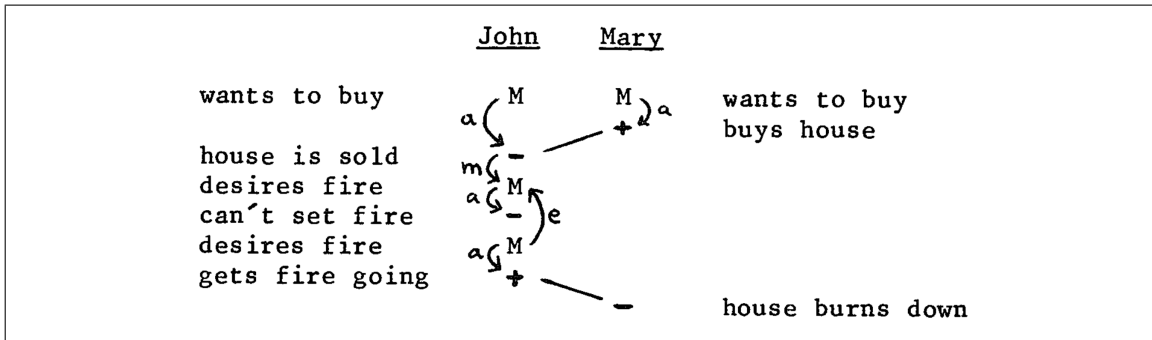 John Mary
wants to buy M M a wants to buy
a + buys house
house is sold -
m
desires fire M
a
can't set fire - e
desires fire M
a
gets fire going +
- house burns down